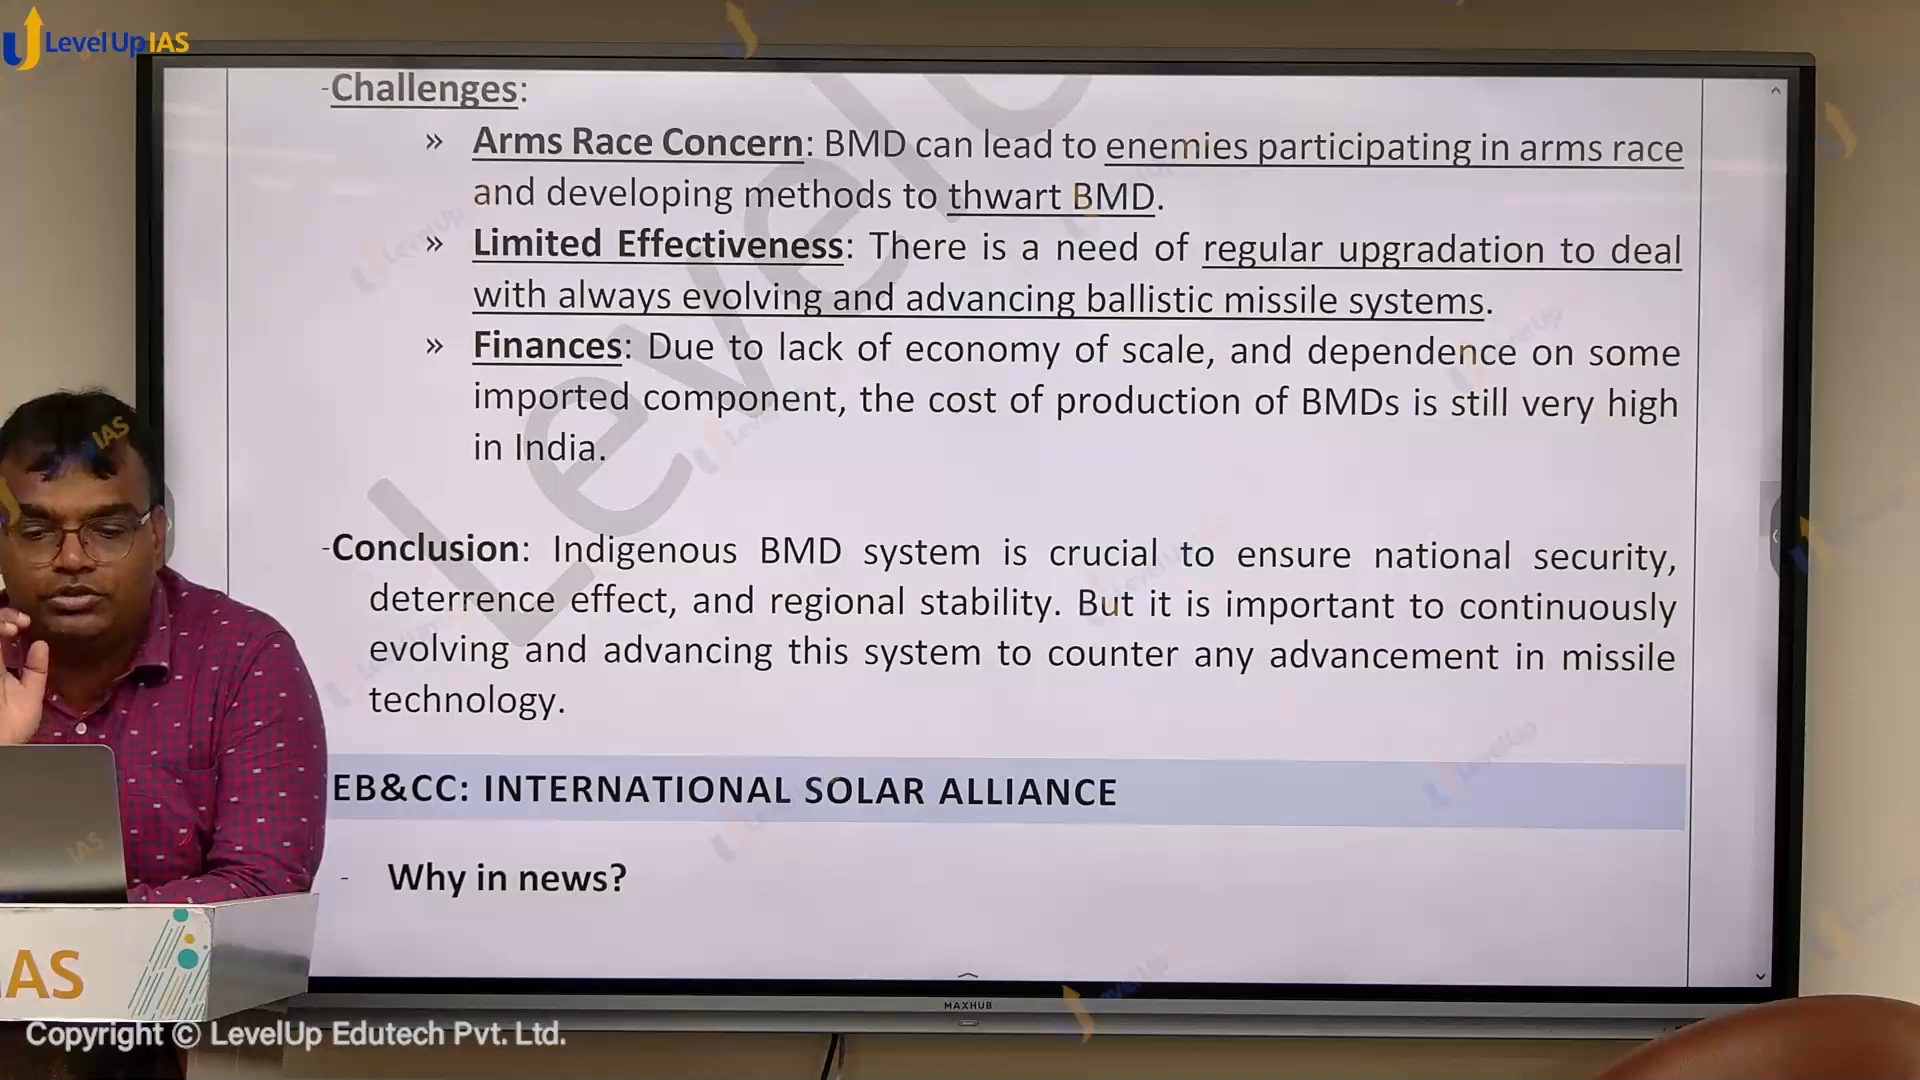 LevelUp IAS
-Challenges:
» Arms Race Concern: BMD can lead to enemies participating in arms race
and developing methods to thwart BMD.
» Limited Effectiveness: There is a need of regular upgradation to deal
with always evolving and advancing ballistic missile systems.
» Finances: Due to lack of economy of scale, and dependence on some
imported component, the cost of production of BMDs is still very high
in India.
-Conclusion: Indigenous BMD system is crucial to ensure national security,
deterrence effect, and regional stability. But it is important to continuously
evolving and advancing this system to counter any advancement in missile
technology.
EB&CC: INTERNATIONAL SOLAR ALLIANCE
- Why in news?
MAXHUB
AS
Copyright © LevelUp Edutech Pvt. Ltd.